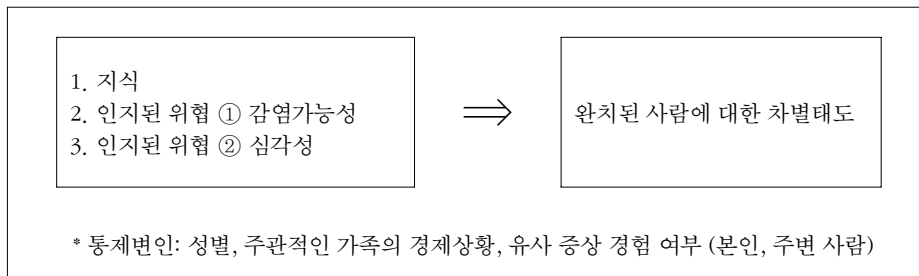 1. 지식
2. 인지된 위협 ① 감염가능성
3. 인지된 위협 ② 심각성
완치된 사람에 대한 차별태도
* 통제변인: 성별, 주관적인 가족의 경제상황, 유사 증상 경험 여부 (본인, 주변 사람)